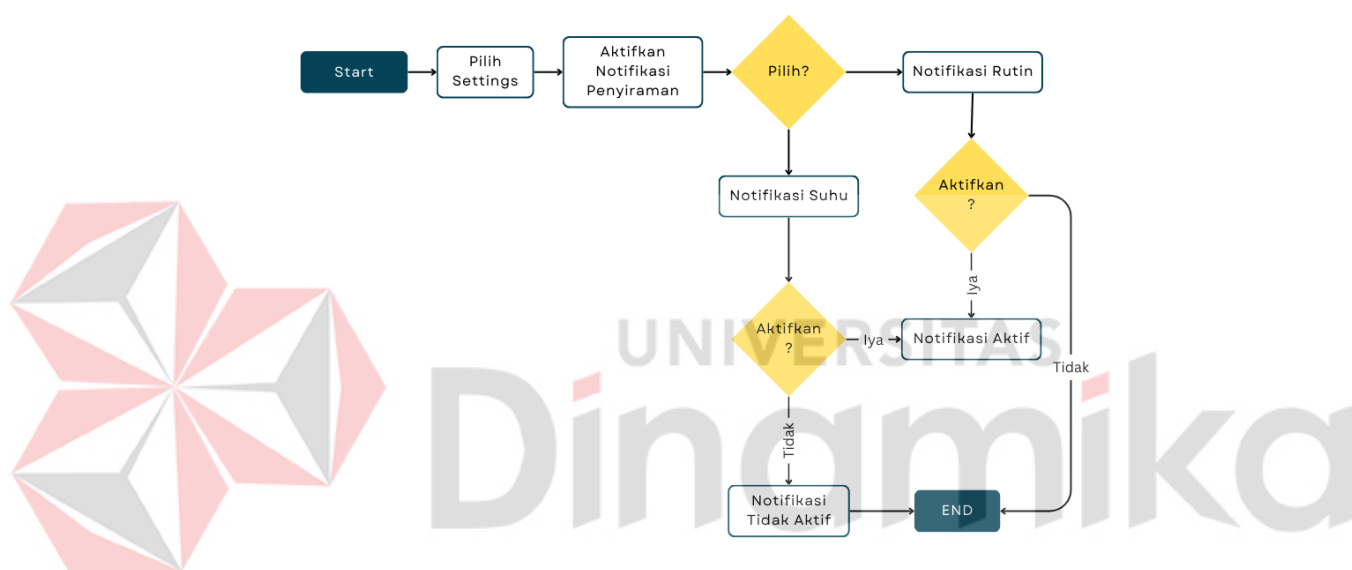 Start
Pilih
Settings
Aktifkan
Notifikasi
Penyiraman
Pilih?
Notifikasi Rutin
Notifikasi Suhu
Aktifkan
?
Iya
Aktifkan
?
Iya
Notifikasi Aktif
Tidak
Tidak
Notifikasi
Tidak Aktif
END
UNIVERSITAS
Dinamika